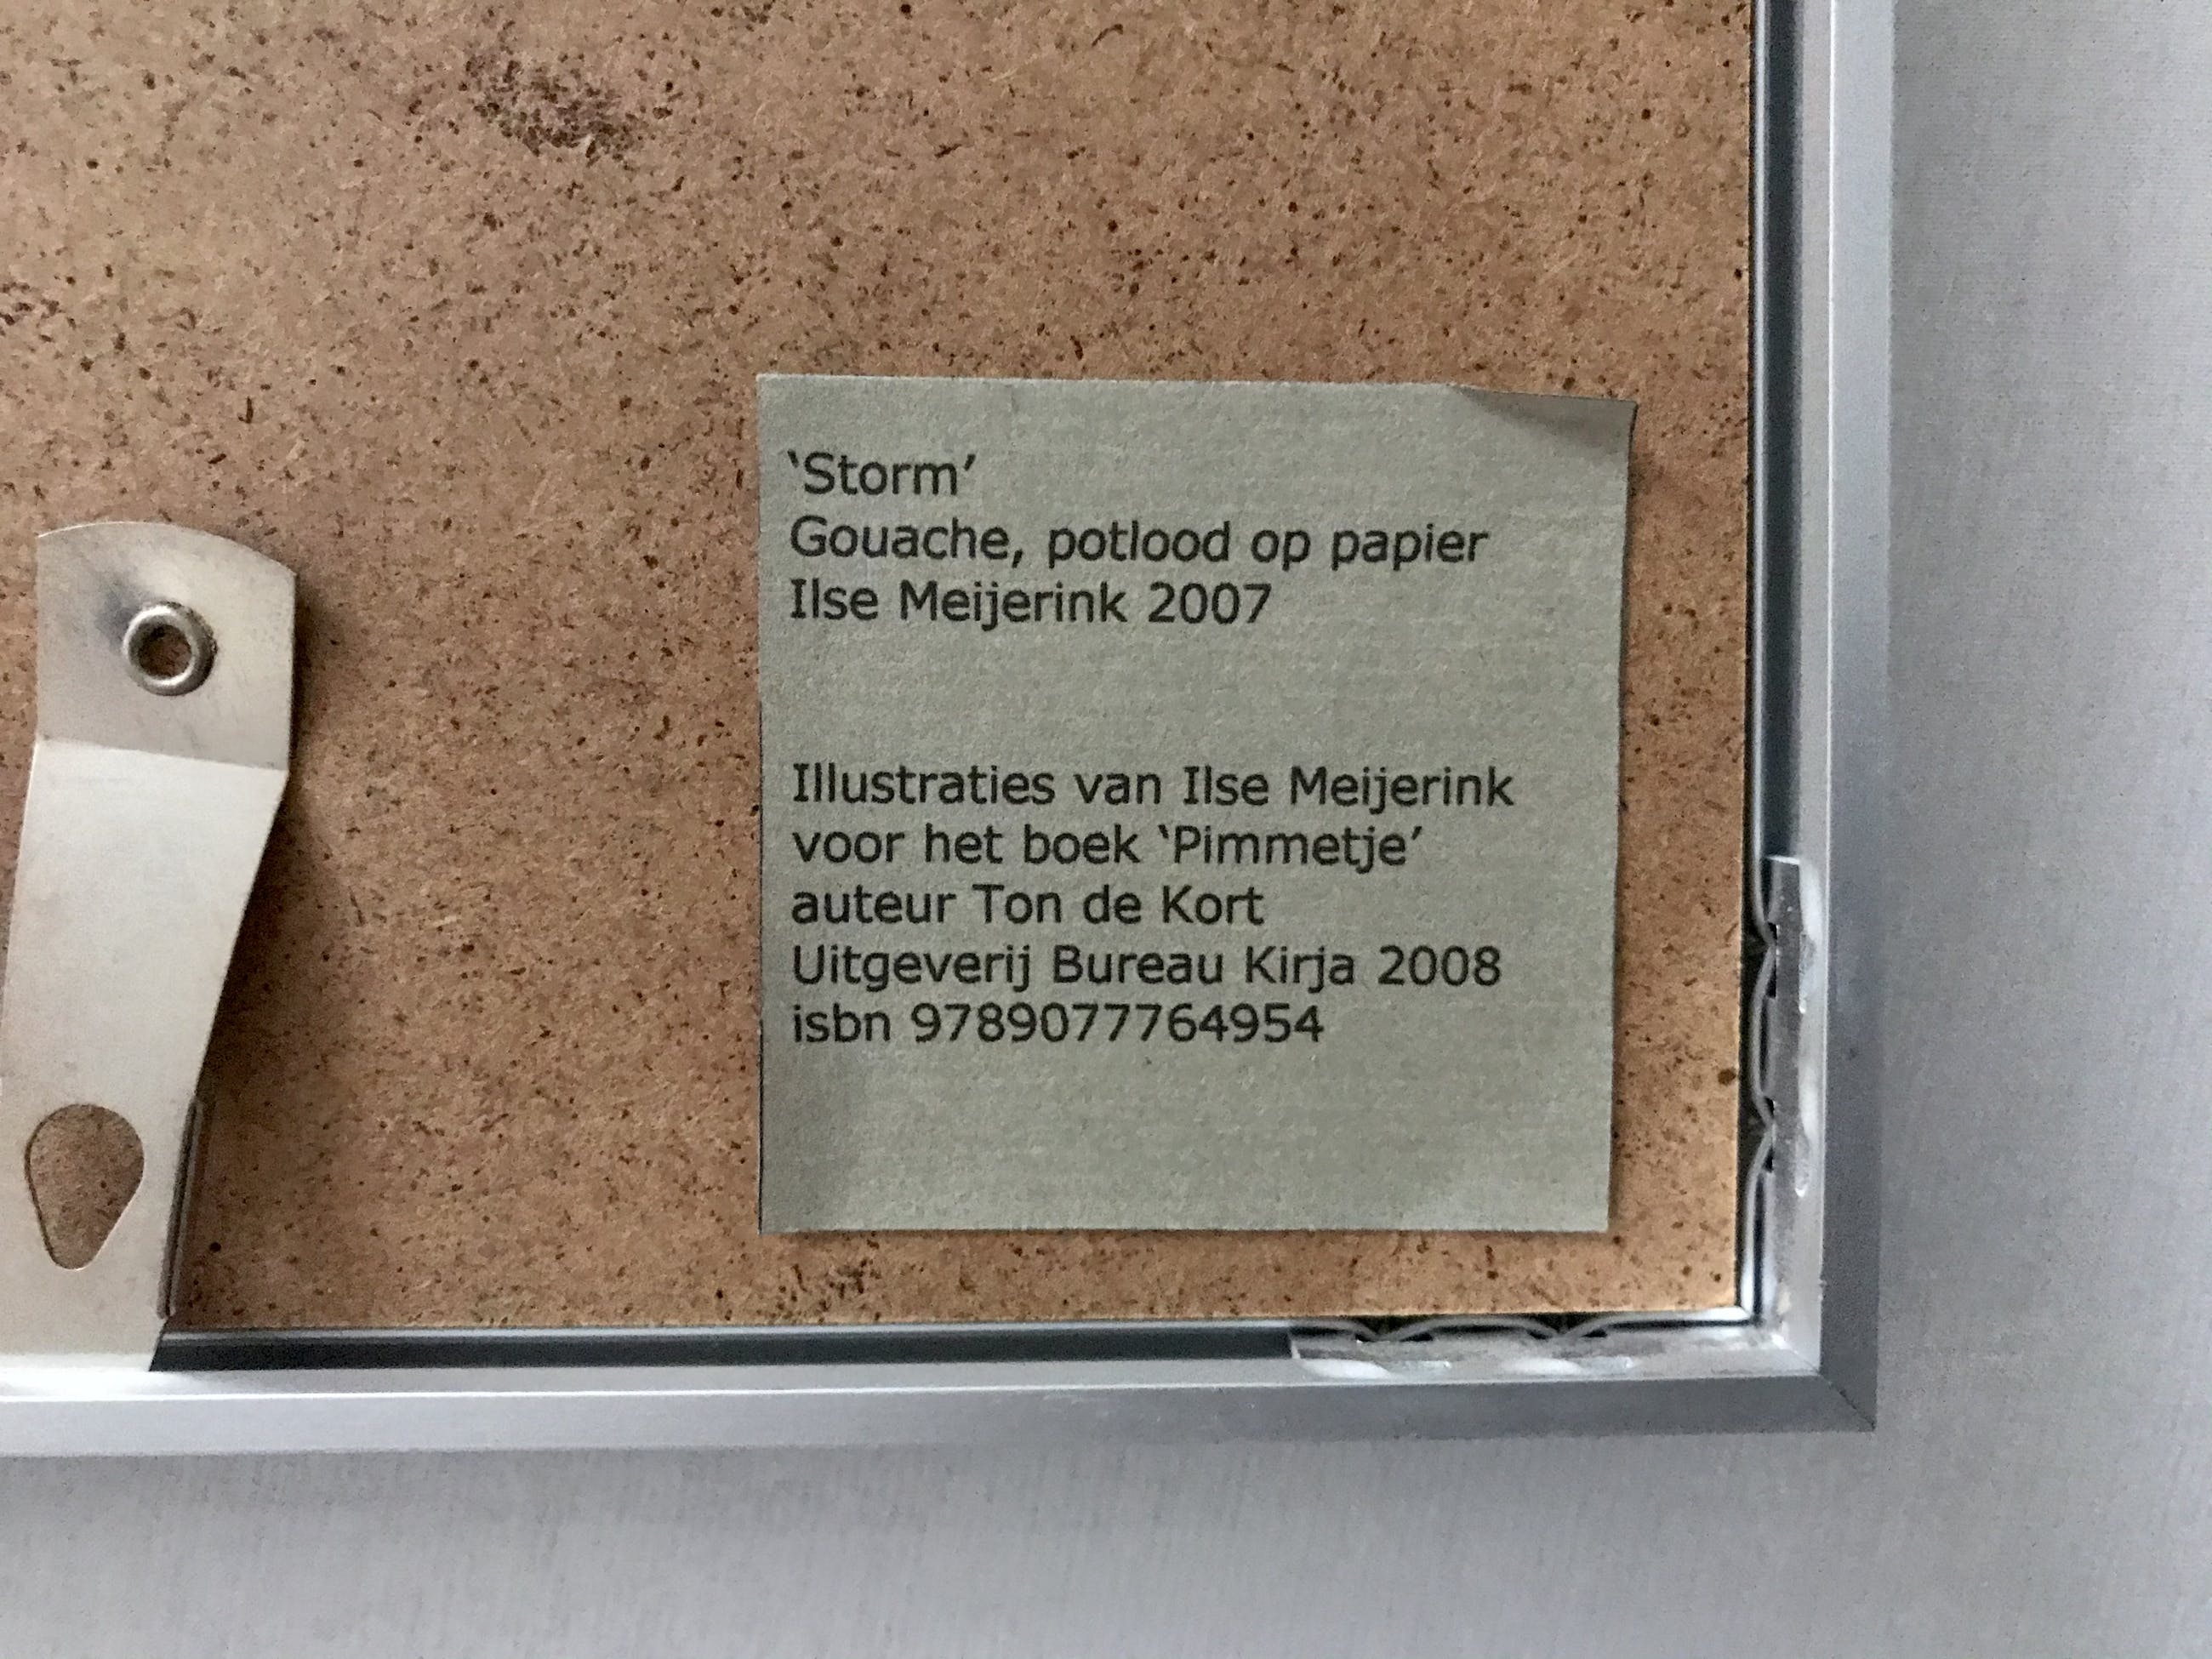 ‘Storm’
Gouache, potlood op papier
Ilse Meijerink 2007
Illustraties van Ilse Meijerink
voor het boek ‘Pimmetje’
auteur Ton de Kort
Uitgeverij Bureau Kirja 2008
isbn 9789077764954